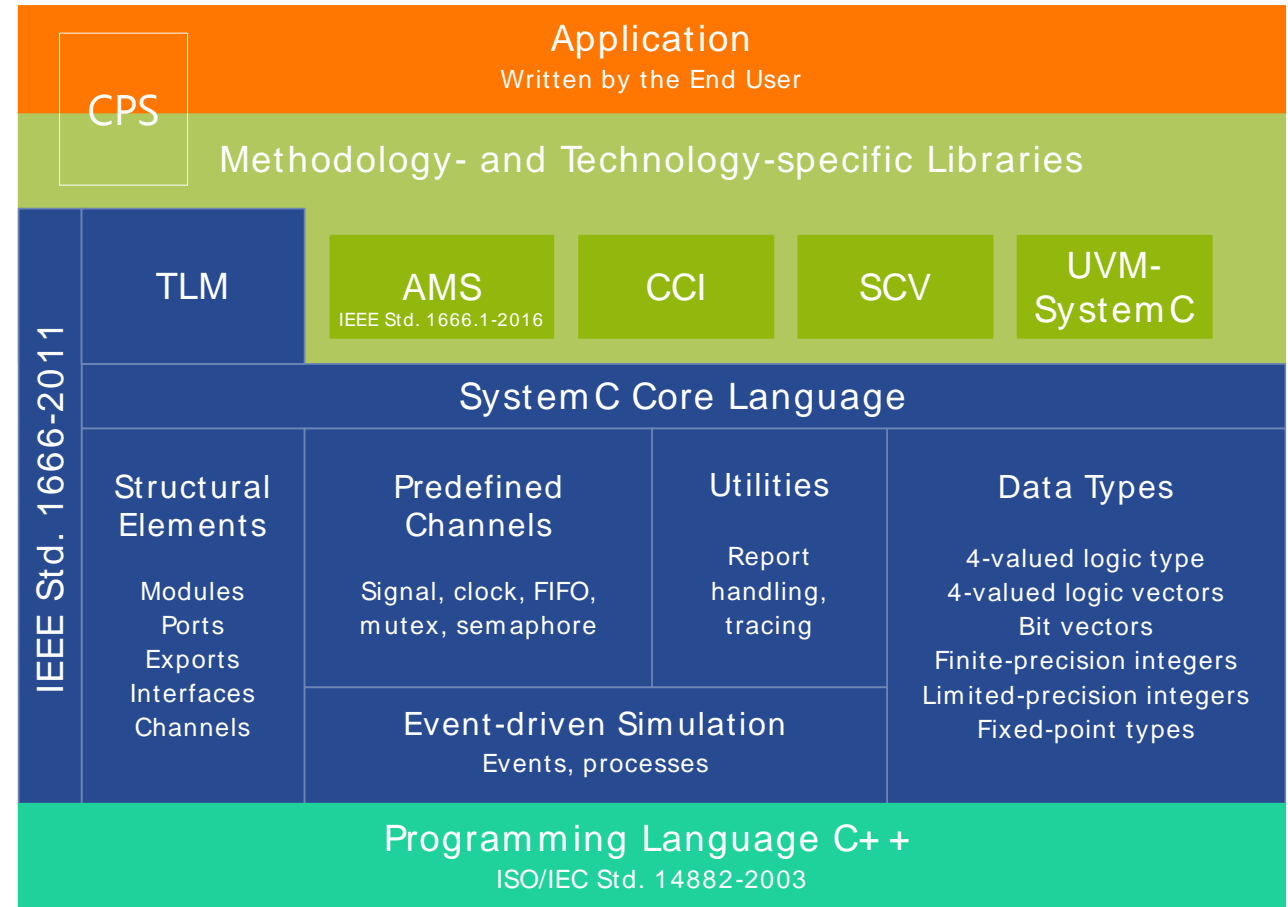 Application
Written by the End User
CPS
Methodology- and Technology-specific Libraries
IEEE Std. 1666-2011
TLM
AMS
IEEE Std. 1666.1-2016
CCI
SCV
UVM-
SystemC
SystemC Core Language
Structural
Elements
Modules
Ports
Exports
Interfaces
Channels
Predefined
Channels
Signal, clock, FIFO,
mutex, semaphore
Utilities
Report
handling,
tracing
Data Types
4-valued logic type
4-valued logic vectors
Bit vectors
Finite-precision integers
Limited-precision integers
Fixed-point types
Event-driven Simulation
Events, processes
Programming Language C++
ISO/IEC Std. 14882-2003